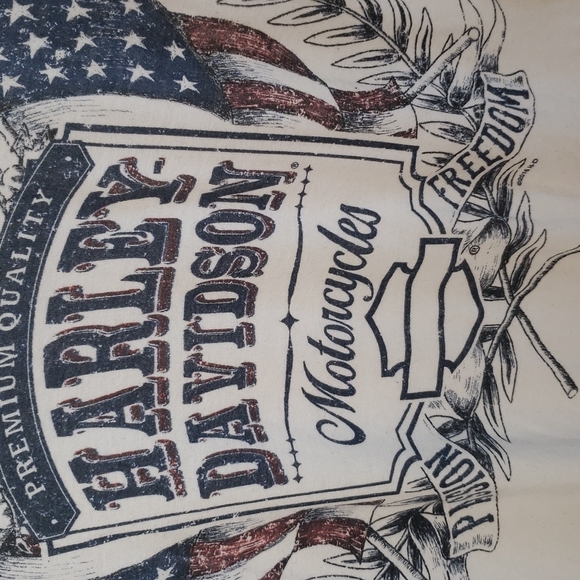 PREMIUM QUALITY
HARLEY-
DAVIDSON®
Motorcycles
®
FREEDOM